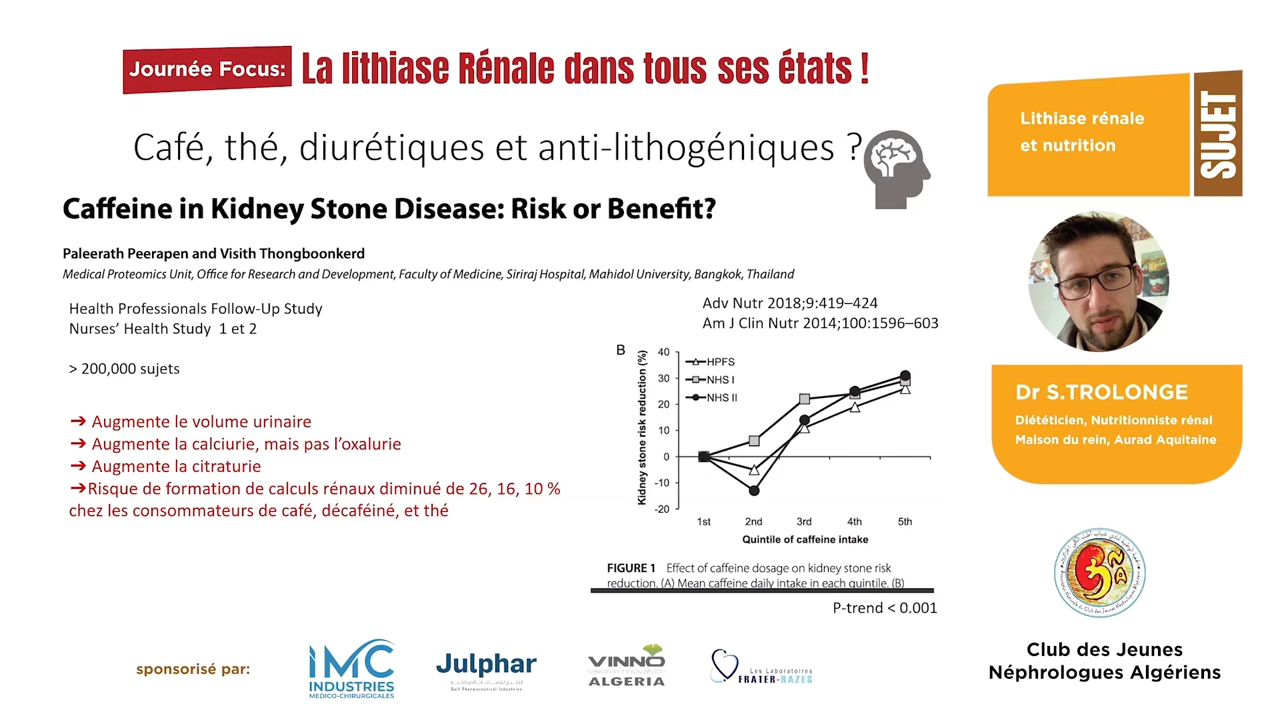 Journée Focus: La lithiase Rénale dans tous ses états !
Café, thé, diurétiques et anti-lithogéniques ?
Caffeine in Kidney Stone Disease: Risk or Benefit?
Paleerath Peerapen and Visith Thongboonkerd
Medical Proteomics Unit, Office for Research and Development, Faculty of Medicine, Siriraj Hospital, Mahidol University, Bangkok, Thailand
Health Professionals Follow-Up Study
Nurses’ Health Study 1 et 2
> 200,000 sujets
➔ Augmente le volume urinaire
➔ Augmente la calciurie, mais pas l’oxalurie
➔ Augmente la citraturie
➔Risque de formation de calculs rénaux diminué de 26, 16, 10 %
chez les consommateurs de café, décaféiné, et thé
Adv Nutr 2018;9:419–424
Am J Clin Nutr 2014;100:1596–603
B
Kidney stone risk reduction (%)
40
30
20
10
0
-10
-20
HPFS
NHS I
NHS II
1st 2nd 3rd 4th 5th
Quintile of caffeine intake
FIGURE 1 Effect of caffeine dosage on kidney stone risk
reduction. (A) Mean caffeine daily intake in each quintile. (B)
P-trend < 0.001
Lithiase rénale
et nutrition
SUJET
Dr S.TROLONGE
Diététicien, Nutritionniste rénal
Maison du rein, Aurad Aquitaine
Club des Jeunes
Néphrologues Algériens
sponsorisé par:
IMC
INDUSTRIES
MEDICO-CHIRURGICALES
Julphar
Gulf Pharmaceutical Industries
VINNO
ALGERIA
Les Laboratoires
FRATER-RAZES